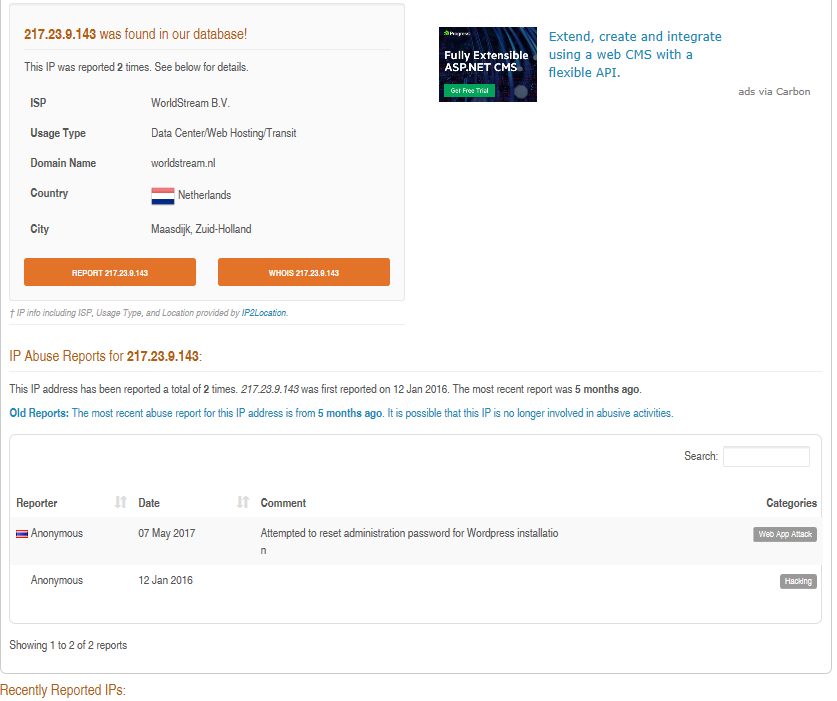 217.23.9.143 was found in our database!
This IP was reported 2 times. See below for details.
ISP WorldStream B.V.
Usage Type Data Center/Web Hosting/Transit
Domain Name worldstream.nl
Country Netherlands
City Maasdijk, Zuid-Holland
REPORT 217.23.9.143 WHOIS 217.23.9.143
† IP info including ISP, Usage Type, and Location provided by IP2Location.
Progress
Fully Extensible
ASP.NET CMS
Get Free Trial
Extend, create and integrate
using a web CMS with a
flexible API.
ads via Carbon
IP Abuse Reports for 217.23.9.143:
This IP address has been reported a total of 2 times. 217.23.9.143 was first reported on 12 Jan 2016. The most recent report was 5 months ago.
Old Reports: The most recent abuse report for this IP address is from 5 months ago. It is possible that this IP is no longer involved in abusive activities.
Search:
Reporter Date Comment Categories
Anonymous 07 May 2017 Attempted to reset administration password for Wordpress installatio Web App Attack
n
Anonymous 12 Jan 2016 Hacking
Showing 1 to 2 of 2 reports
Recently Reported IPs: